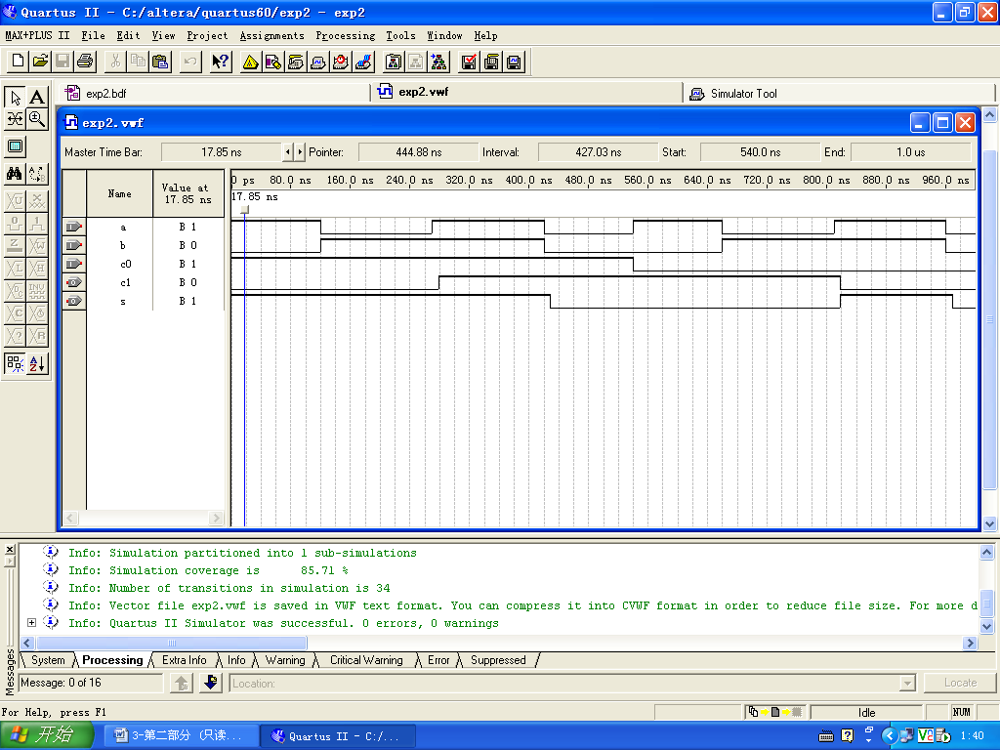 Quartus II - C:/altera/quartus60/exp2 - exp2
MAX+PLUS II File Edit View Project Assignments Processing Tools Window Help
exp2.bdf
exp2.vwf
Simulator Tool
exp2.vwf
Master Time Bar: 17.85 ns Pointer: 444.88 ns Interval: 427.03 ns Start: 540.0 ns End: 1.0 us
Name
Value at
17.85 ns
0 ps 80.0 ns 160.0 ns 240.0 ns 320.0 ns 400.0 ns 480.0 ns 560.0 ns 640.0 ns 720.0 ns 800.0 ns 880.0 ns 960.0 ns
17.85 ns
a B 1
b B 0
c0 B 1
c1 B 0
s B 1
Info: Simulation partitioned into 1 sub-simulations
Info: Simulation coverage is 85.71 %
Info: Number of transitions in simulation is 34
Info: Vector file exp2.vwf is saved in VWF text format. You can compress it into CVWF format in order to reduce file size. For more d
Info: Quartus II Simulator was successful. 0 errors, 0 warnings
Messages
System Processing Extra Info Info Warning Critical Warning Error Suppressed
Message: 0 of 16
Location:
Locate
For Help, press F1
Idle
NUM
开始
3-第二部分 (只读...
Quartus II - C:/...
1:40